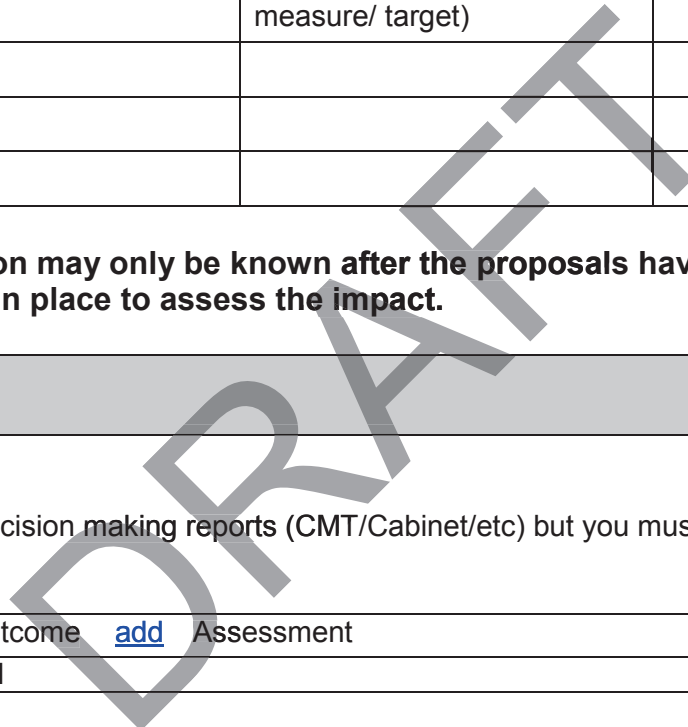 measure/ target)
on may only be known after the proposals hav
n place to assess the impact.
cision making reports (CMT/Cabinet/etc) but you mus
tcome add Assessment
DRAFT